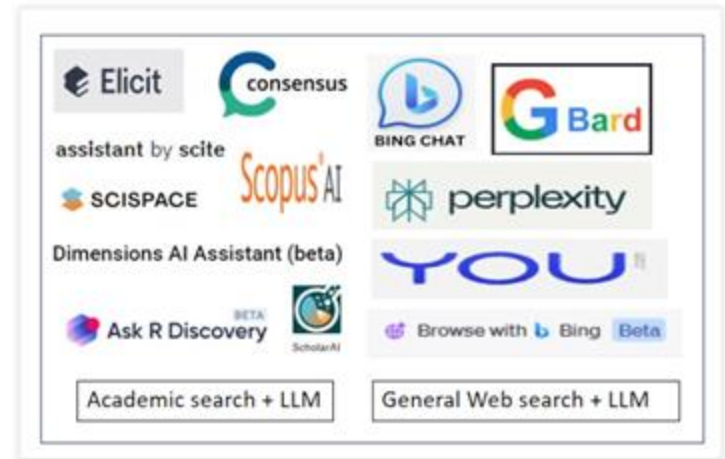 Elicit
consensus
assistant by scite
SCISPACE
Scopus AI
Dimensions AI Assistant (beta)
BETA
Ask R Discovery
ScholarAI
Academic search + LLM
BING CHAT
G Bard
perplexity
YOU
Browse with Bing Beta
General Web search + LLM